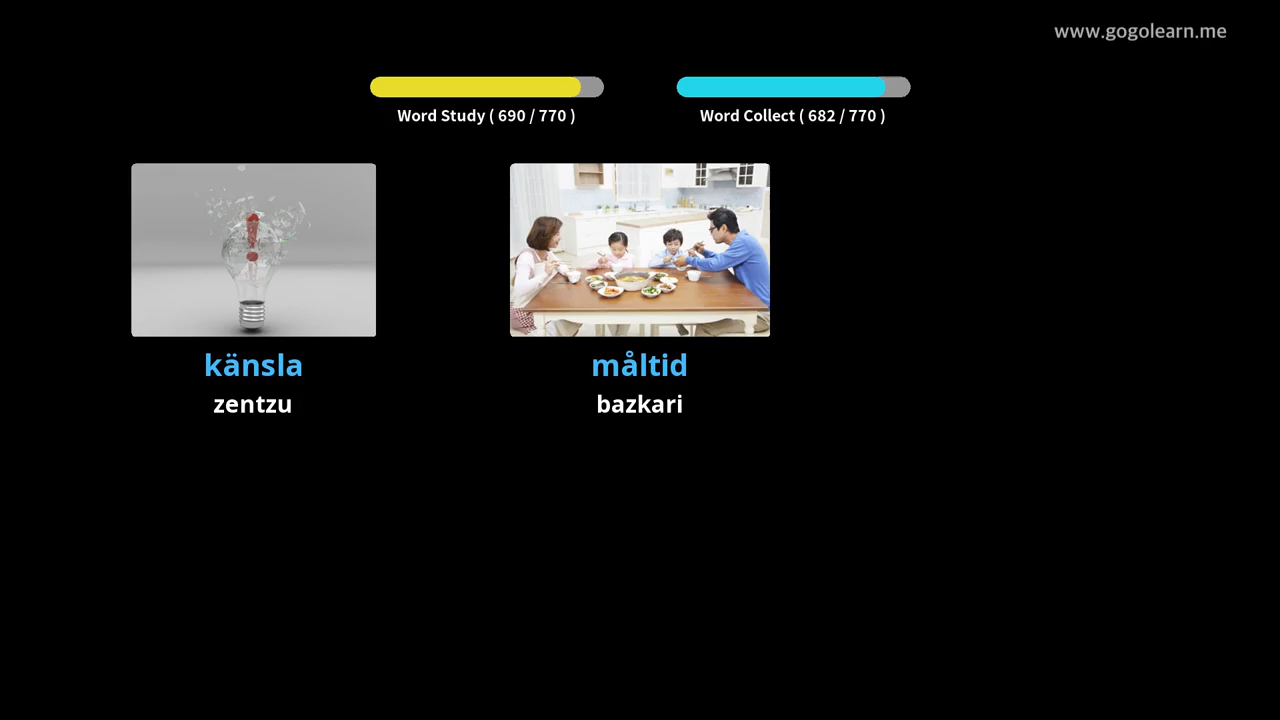 www.gogolearn.me
Word Study ( 690 / 770 )
Word Collect ( 682 / 770 )
känsla
zentzu
måltid
bazkari